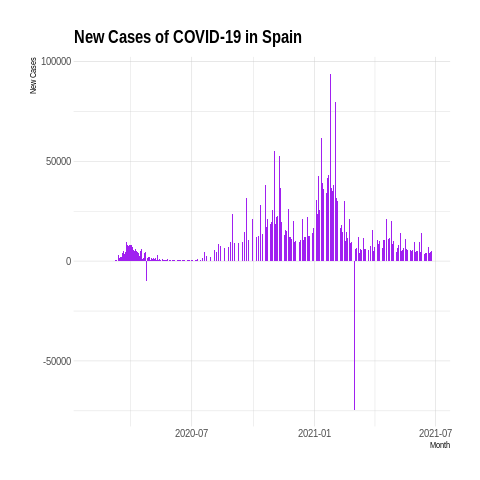 New Cases of COVID-19 in Spain
New Cases
100000
50000
0
-50000
2020-07
2021-01
2021-07
Month